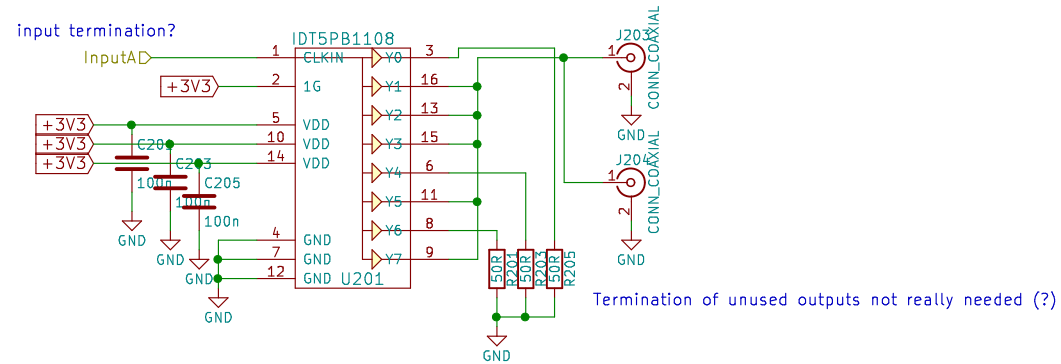 input termination?
InputA
+3V3
+3V3
+3V3
+3V3
IDT5PB1108
1
2
5
10
14
4
7
12
CLKIN
1G
VDD
VDD
VDD
GND
GND
GND
Y0
Y1
Y2
Y3
Y4
Y5
Y6
Y7
U201
3
16
13
15
6
11
8
9
100n
C203
100n
C205
100n
GND
GND
GND
GND
50R
R201
50R
R203
50R
R205
GND
J203
CONN_COAXIAL
1
2
GND
J204
CONN_COAXIAL
1
2
GND
Termination of unused outputs not really needed (?)